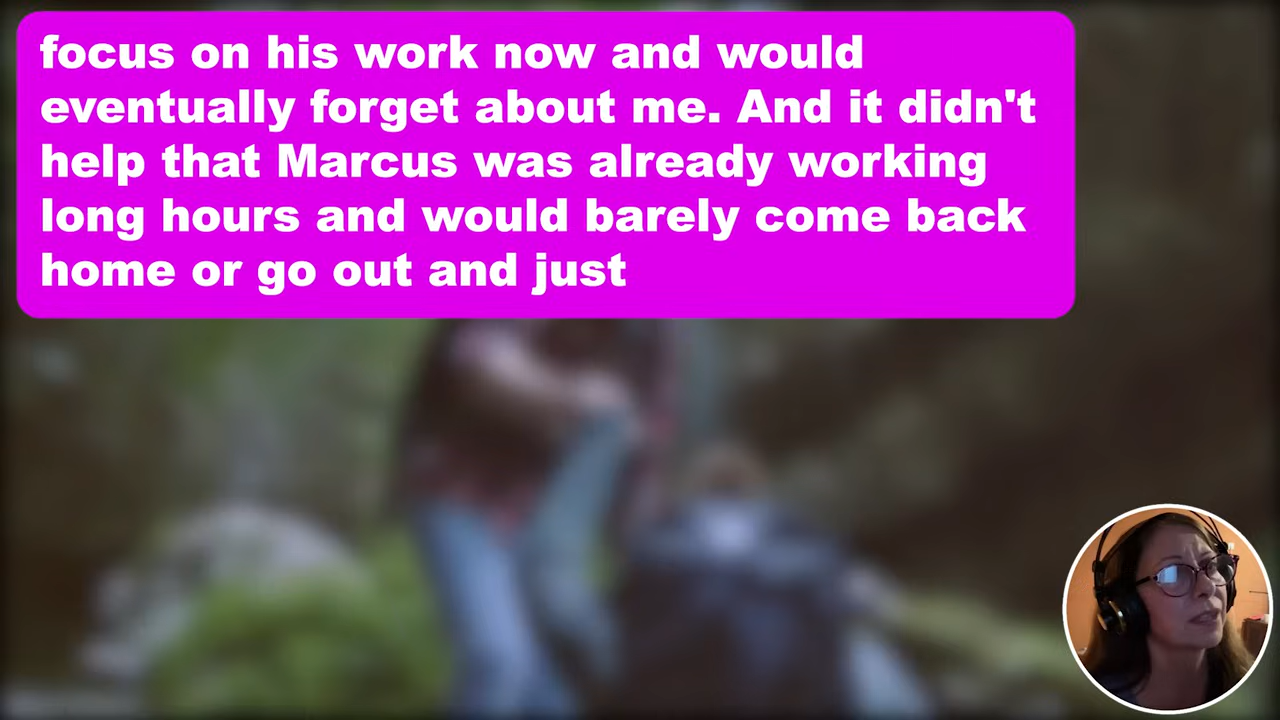 focus on his work now and would
eventually forget about me. And it didn't
help that Marcus was already working
long hours and would barely come back
home or go out and just